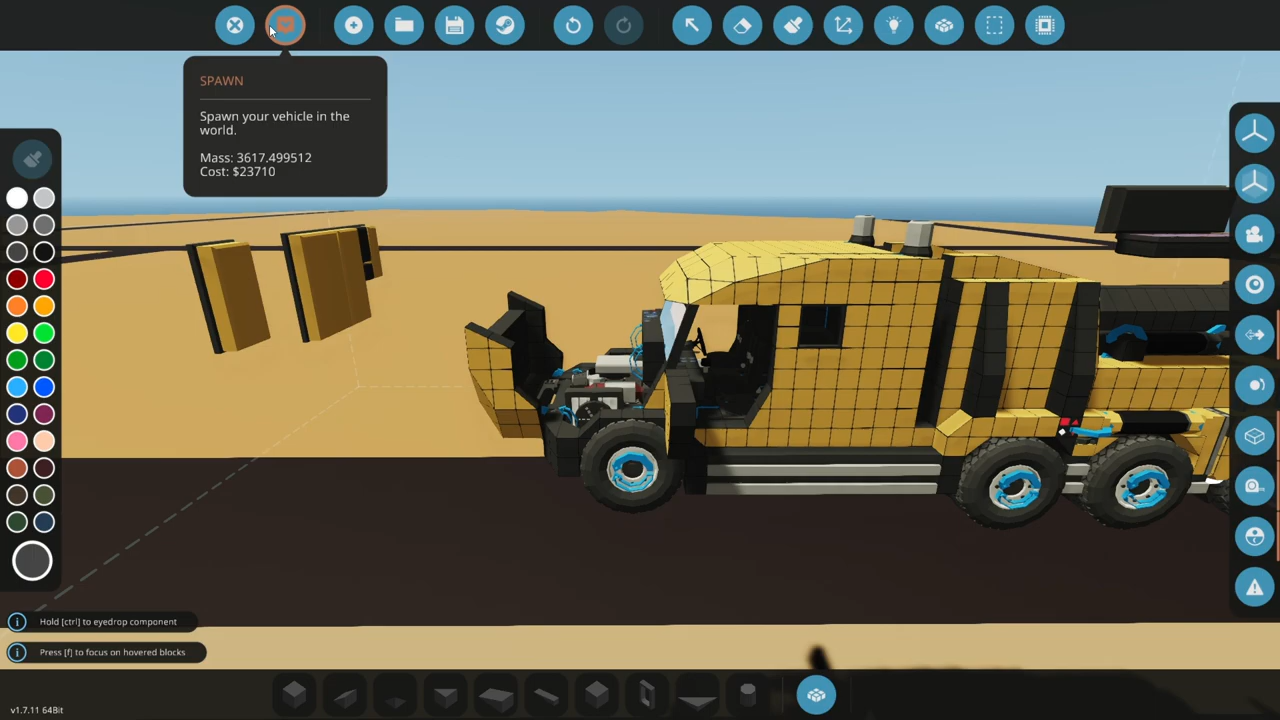 SPAWN
Spawn your vehicle in the
world.
Mass: 3617.499512
Cost: $23710
Hold [ctrl] to eyedrop component
Press [f] to focus on hovered blocks
v1.7.11 64Bit